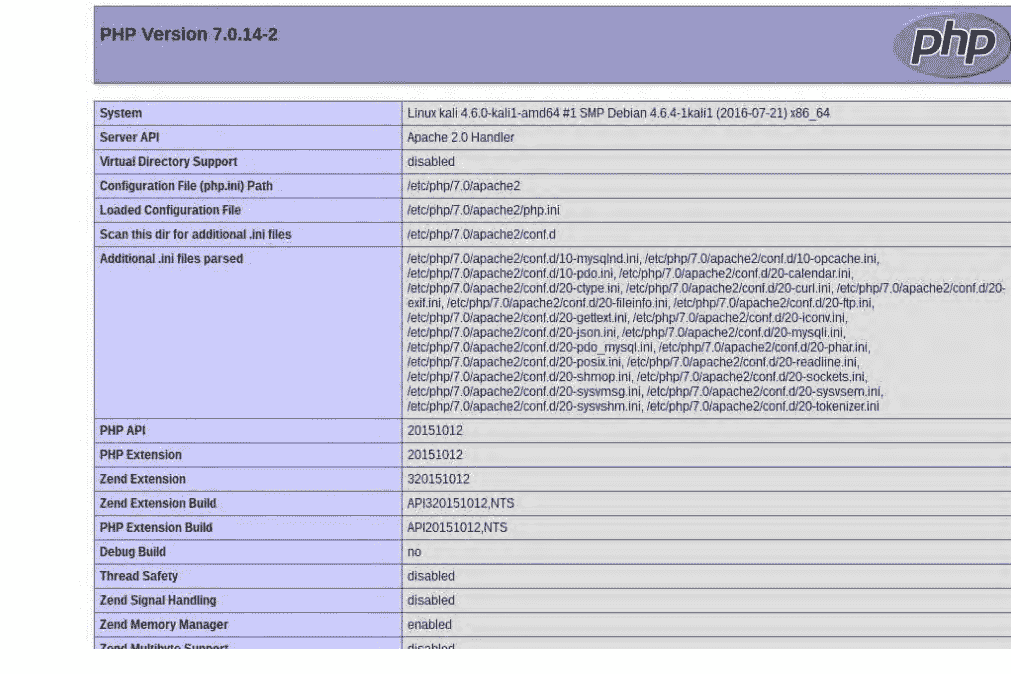 PHP Version 7.0.14-2
php
System Linux kali 4.6.0-kali1-amd64 #1 SMP Debian 4.6.4-1kali1 (2016-07-21) x86_64
Server API Apache 2.0 Handler
Virtual Directory Support disabled
Configuration File (php.ini) Path /etc/php/7.0/apache2
Loaded Configuration File /etc/php/7.0/apache2/php.ini
Scan this dir for additional .ini files /etc/php/7.0/apache2/conf.d
Additional .ini files parsed /etc/php/7.0/apache2/conf.d/10-mysqlnd.ini, /etc/php/7.0/apache2/conf.d/10-opcache.ini,
/etc/php/7.0/apache2/conf.d/10-pdo.ini, /etc/php/7.0/apache2/conf.d/20-calendar.ini,
/etc/php/7.0/apache2/conf.d/20-ctype.ini, /etc/php/7.0/apache2/conf.d/20-curl.ini, /etc/php/7.0/apache2/conf.d/20-
exif.ini, /etc/php/7.0/apache2/conf.d/20-fileinfo.ini, /etc/php/7.0/apache2/conf.d/20-ftp.ini,
/etc/php/7.0/apache2/conf.d/20-gettext.ini, /etc/php/7.0/apache2/conf.d/20-iconv.ini,
/etc/php/7.0/apache2/conf.d/20-json.ini, /etc/php/7.0/apache2/conf.d/20-mysqli.ini,
/etc/php/7.0/apache2/conf.d/20-pdo_mysql.ini, /etc/php/7.0/apache2/conf.d/20-phar.ini,
/etc/php/7.0/apache2/conf.d/20-posix.ini, /etc/php/7.0/apache2/conf.d/20-readline.ini,
/etc/php/7.0/apache2/conf.d/20-shmop.ini, /etc/php/7.0/apache2/conf.d/20-sockets.ini,
/etc/php/7.0/apache2/conf.d/20-sysvmsg.ini, /etc/php/7.0/apache2/conf.d/20-sysvsem.ini,
/etc/php/7.0/apache2/conf.d/20-sysvshm.ini, /etc/php/7.0/apache2/conf.d/20-tokenizer.ini
PHP API 20151012
PHP Extension 20151012
Zend Extension 320151012
Zend Extension Build API320151012,NTS
PHP Extension Build API20151012,NTS
Debug Build no
Thread Safety disabled
Zend Signal Handling disabled
Zend Memory Manager enabled
Zend Multibyte Support disabled